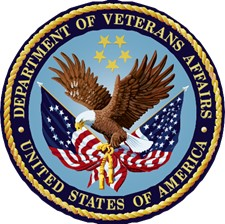 DEPARTMENT OF VETERANS AFFAIRS
UNITED STATES OF AMERICA